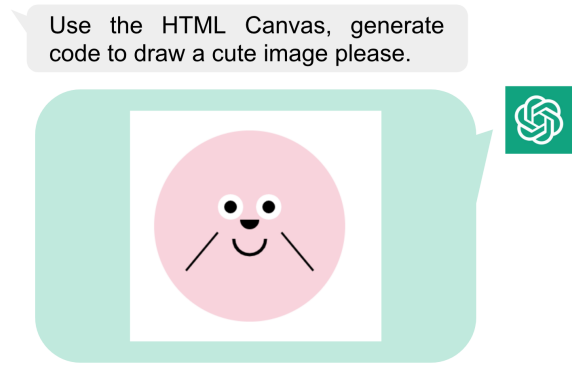 Use the HTML Canvas, generate
code to draw a cute image please.